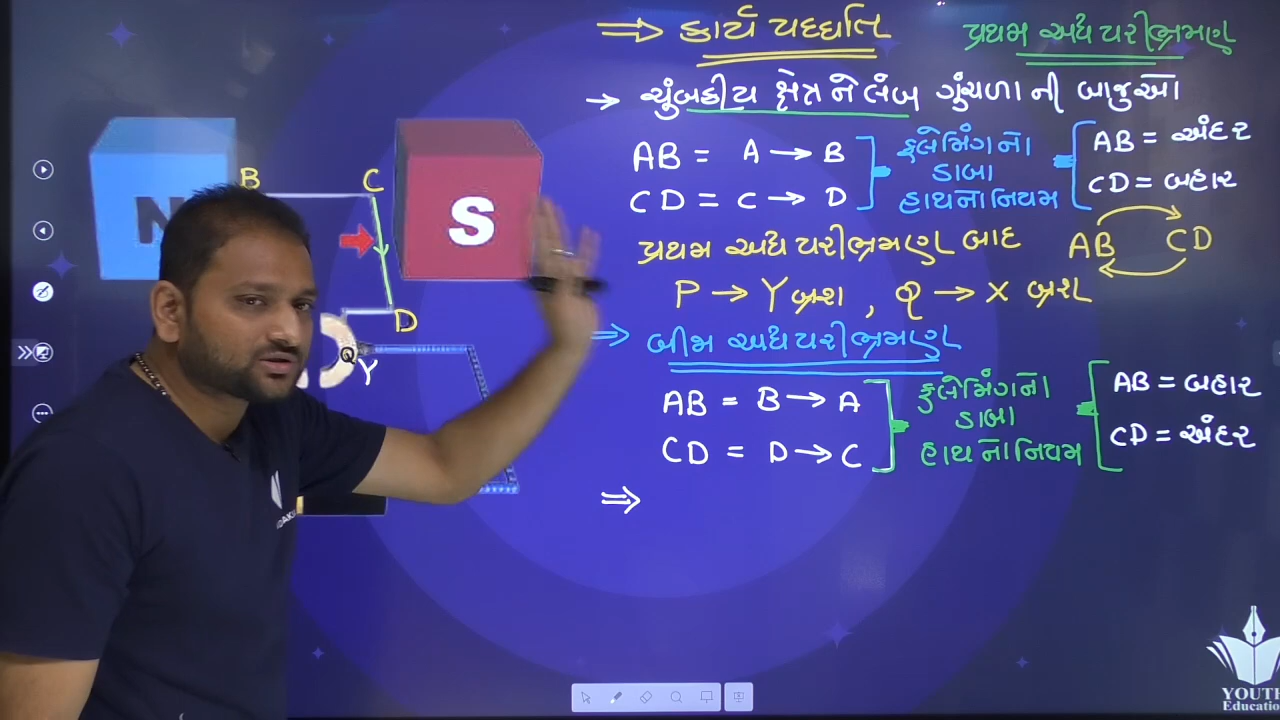 ⇒ કાર્ય પદ્ધતિ પ્રથમ અર્ધ પરીભ્રમણ
→ ચુંબકીય ક્ષેત્ર ને લંબ ગુંચળા ની બાજુઓ
AB = A → B
CD = C → D
ફ્લેમિંગનો
ડાબા
હાથનો નિયમ
AB = અંદર
CD = બહાર
પ્રથમ અર્ધ પરીભ્રમણ બાદ AB CD
P → Y બ્રશ , Q → X બ્રશ
⇒ બીજા અર્ધ પરીભ્રમણ
AB = B → A
CD = D → C
ફ્લેમિંગનો
ડાબા
હાથનો નિયમ
AB = બહાર
CD = અંદર
⇒
N
B
C
S
D
Q
Y
YOUTH
Education